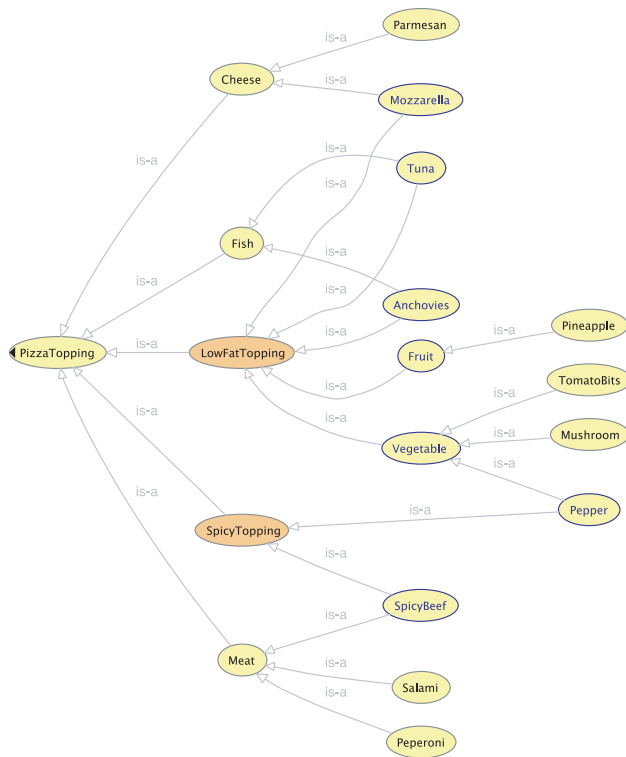 Parmesan
is-a
Cheese
is-a
Mozzarella
is-a
Tuna
is-a
is-a
Fish
is-a
is-a
Anchovies
is-a
Pineapple
is-a
is-a
PizzaTopping
is-a
LowFatTopping
is-a
Fruit
is-a
TomatoBits
is-a
is-a
is-a
Mushroom
Vegetable
is-a
is-a
Pepper
is-a
SpicyTopping
is-a
is-a
SpicyBeef
is-a
Meat
is-a
Salami
is-a
Peperoni